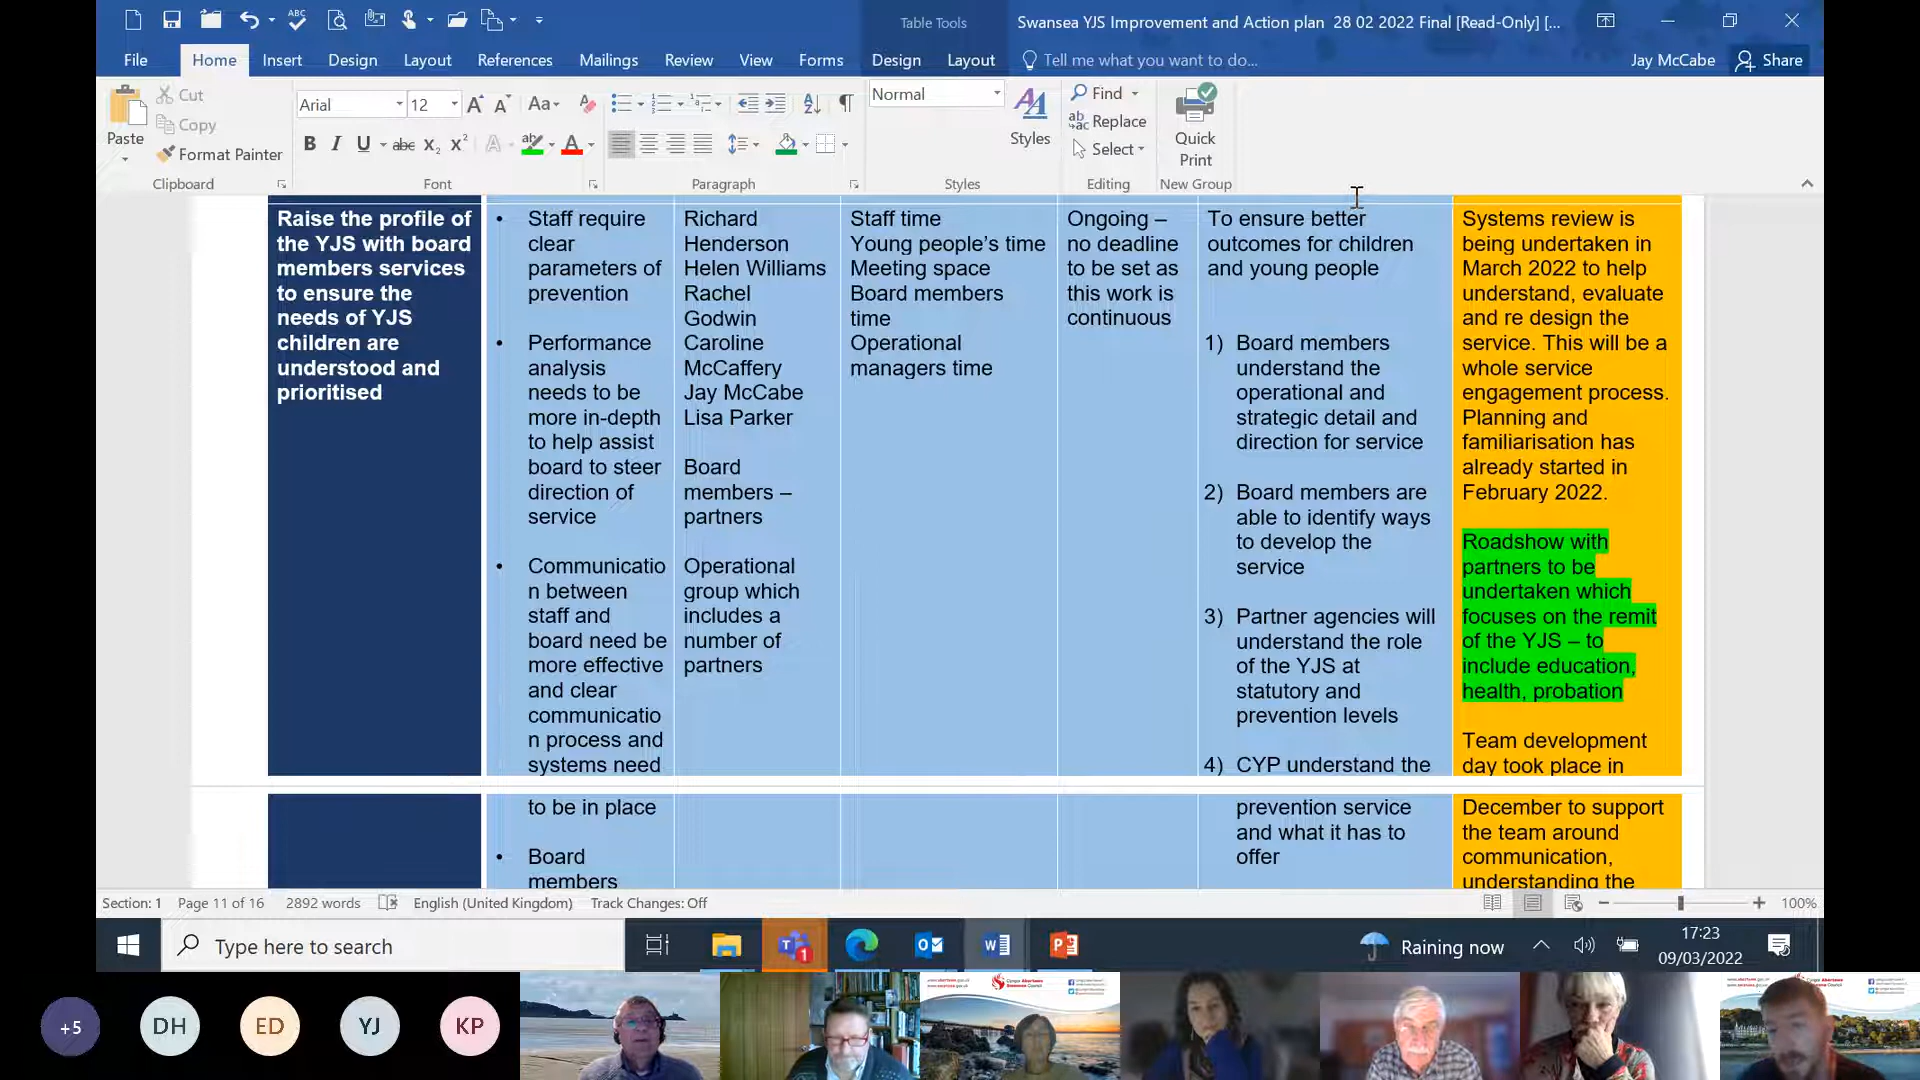 Table Tools
Swansea YJS Improvement and Action plan 28 02 2022 Final [Read-Only] [...
File
Home
Insert
Design
Layout
References
Mailings
Review
View
Forms
Design
Layout
Tell me what you want to do...
Jay McCabe
Share
Paste
Cut
Copy
Format Painter
Clipboard
Arial
12
Font
Paragraph
Normal
Styles
Styles
Find
Replace
Select
Editing
Quick
Print
New Group
Raise the profile of
the YJS with board
members services
to ensure the
needs of YJS
children are
understood and
prioritised
• Staff require
clear
parameters of
prevention
• Performance
analysis
needs to be
more in-depth
to help assist
board to steer
direction of
service
• Communicatio
n between
staff and
board need be
more effective
and clear
communicatio
n process and
systems need
to be in place
• Board
members
Richard
Henderson
Helen Williams
Rachel
Godwin
Caroline
McCaffery
Jay McCabe
Lisa Parker
Board
members –
partners
Operational
group which
includes a
number of
partners
Staff time
Young people's time
Meeting space
Board members
time
Operational
managers time
Ongoing –
no deadline
to be set as
this work is
continuous
To ensure better
outcomes for children
and young people
1) Board members
understand the
operational and
strategic detail and
direction for service
2) Board members are
able to identify ways
to develop the
service
3) Partner agencies will
understand the role
of the YJS at
statutory and
prevention levels
4) CYP understand the
prevention service
and what it has to
offer
Systems review is
being undertaken in
March 2022 to help
understand, evaluate
and re design the
service. This will be a
whole service
engagement process.
Planning and
familiarisation has
already started in
February 2022.
Roadshow with
partners to be
undertaken which
focuses on the remit
of the YJS – to
include education,
health, probation
Team development
day took place in
December to support
the team around
communication,
understanding the
Section: 1
Page 11 of 16
2892 words
English (United Kingdom)
Track Changes: Off
100%
Type here to search
Raining now
17:23
09/03/2022
+5
DH
ED
YJ
KP